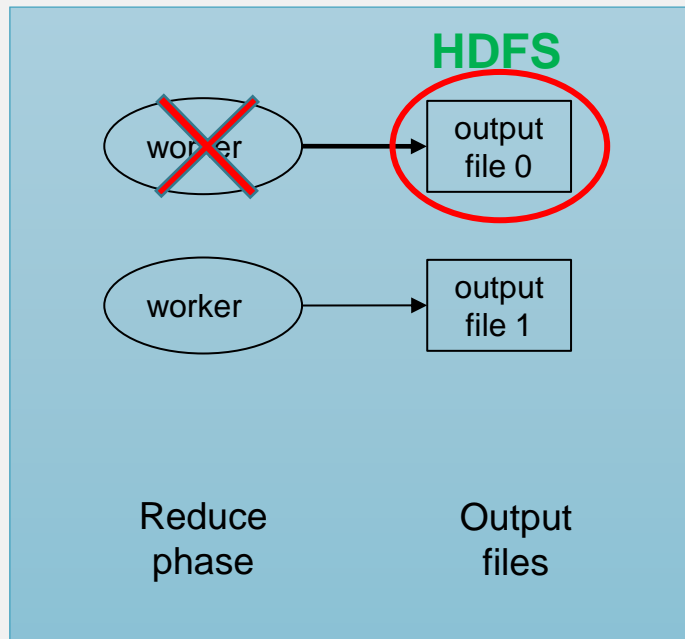 HDFS
worker
output
file 0
worker
output
file 1
Reduce
phase
Output
files